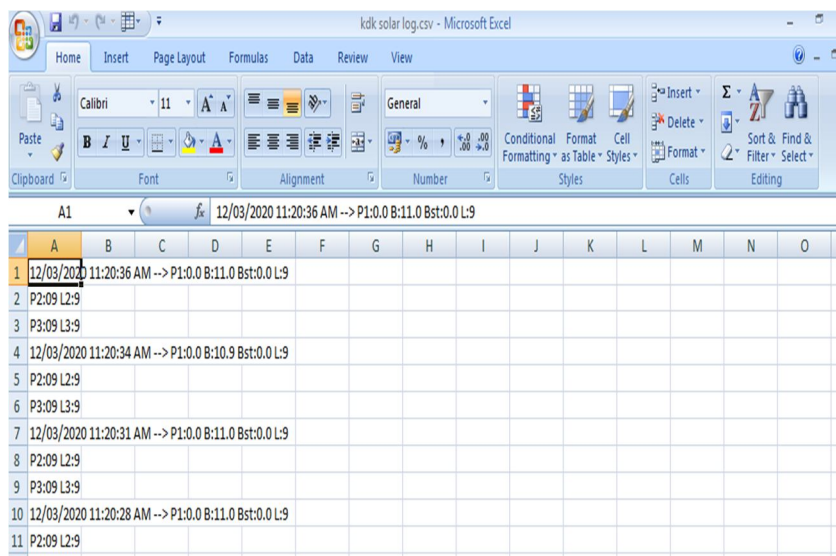 kdk solar log.csv - Microsoft Excel
Home Insert Page Layout Formulas Data Review View
Paste
Calibri 11 A A
General
B I U A
% , .0 .00 .00 .0
Conditional Formatting
Format as Table
Cell Styles
Insert
Delete
Format
Σ
Sort & Filter
Find & Select
Clipboard Font Alignment Number Styles Cells Editing
A1 fx 12/03/2020 11:20:36 AM --> P1:0.0 B:11.0 Bst:0.0 L:9
A B C D E F G H I J K L M N O
1 12/03/2020 11:20:36 AM --> P1:0.0 B:11.0 Bst:0.0 L:9
2 P2:09 L2:9
3 P3:09 L3:9
4 12/03/2020 11:20:34 AM --> P1:0.0 B:10.9 Bst:0.0 L:9
5 P2:09 L2:9
6 P3:09 L3:9
7 12/03/2020 11:20:31 AM --> P1:0.0 B:11.0 Bst:0.0 L:9
8 P2:09 L2:9
9 P3:09 L3:9
10 12/03/2020 11:20:28 AM --> P1:0.0 B:11.0 Bst:0.0 L:9
11 P2:09 L2:9